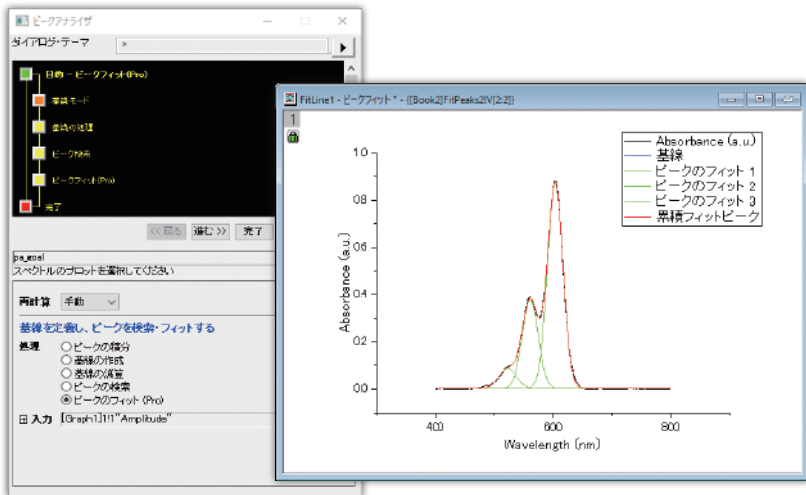 ピークアナライザ
ダイアログ・テーマ
*
目的 - ピークフィット(Pro)
基線モード
基線の処理
ピーク検索
ピークフィット(Pro)
完了
<< 戻る 進む >> 完了
pa_goal
スペクトルのプロットを選択してください
再計算 手動
基線を定義し、ピークを検索・フィットする
処理
ピークの積分
基線の作成
基線の減算
ピークの検索
ピークのフィット (Pro)
入力 [Graph1]1!1"Amplitude"
FitLine1 - ピークフィット * - {[Book2]FitPeaks2!V[2:2]}
1
Absorbance (a.u.)
基線
ピークのフィット 1
ピークのフィット 2
ピークのフィット 3
累積フィットピーク
1.0
0.8
0.6
0.4
0.2
0.0
Absorbance (a.u.)
400 600 800
Wavelength (nm)